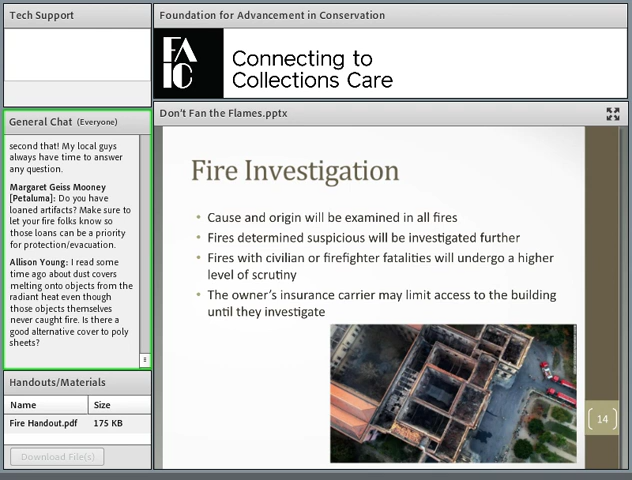 Tech Support
Foundation for Advancement in Conservation
FAIC
Connecting to
Collections Care
General Chat (Everyone)
second that! My local guys
always have time to answer
any question.
Margaret Geiss Mooney
[Petaluma]: Do you have
loaned artifacts? Make sure to
let your fire folks know so
those loans can be a priority
for protection/evacuation.
Allison Young: I read some
time ago about dust covers
melting onto objects from the
radiant heat even though
those objects themselves
never caught fire. Is there a
good alternative cover to poly
sheets?
Don't Fan the Flames.pptx
Fire Investigation
• Cause and origin will be examined in all fires
• Fires determined suspicious will be investigated further
• Fires with civilian or firefighter fatalities will undergo a higher
level of scrutiny
• The owner's insurance carrier may limit access to the building
until they investigate
14
Handouts/Materials
Name Size
Fire Handout.pdf 175 KB
Download File(s)